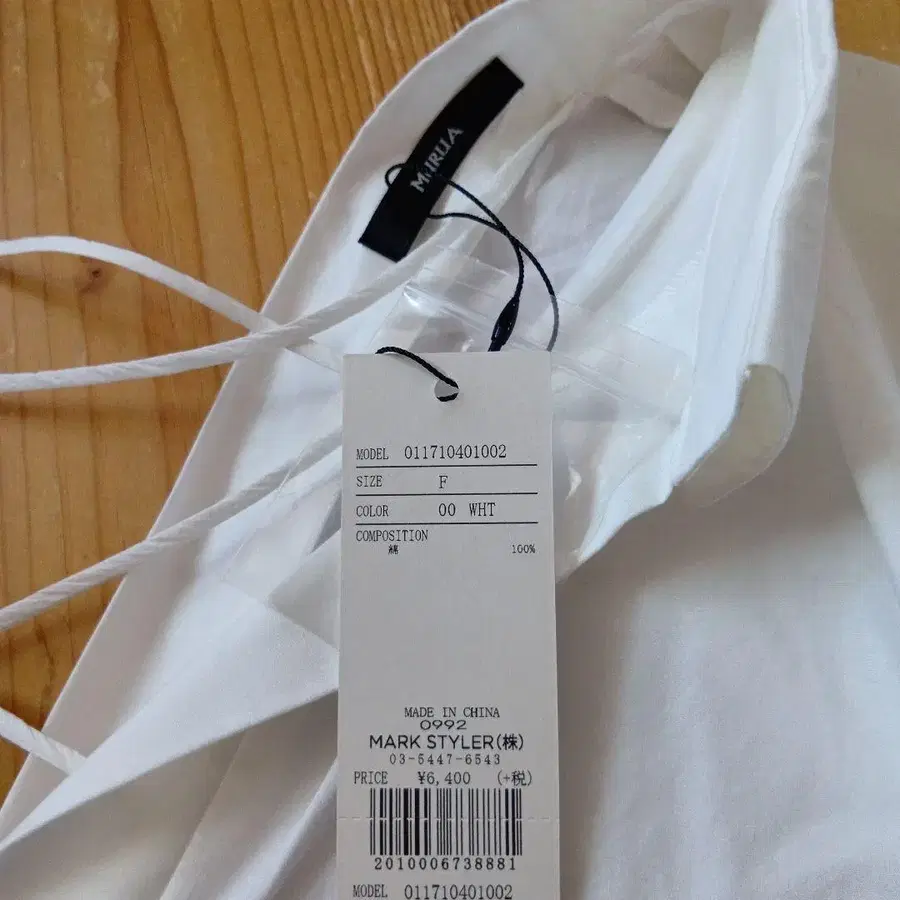 MURUA
MODEL 011710401002
SIZE F
COLOR 00 WHT
COMPOSITION
綿 100%
MADE IN CHINA
0992
MARK STYLER(株)
03-5447-6543
PRICE ¥6,400 (+税)
2010006738881
MODEL 011710401002